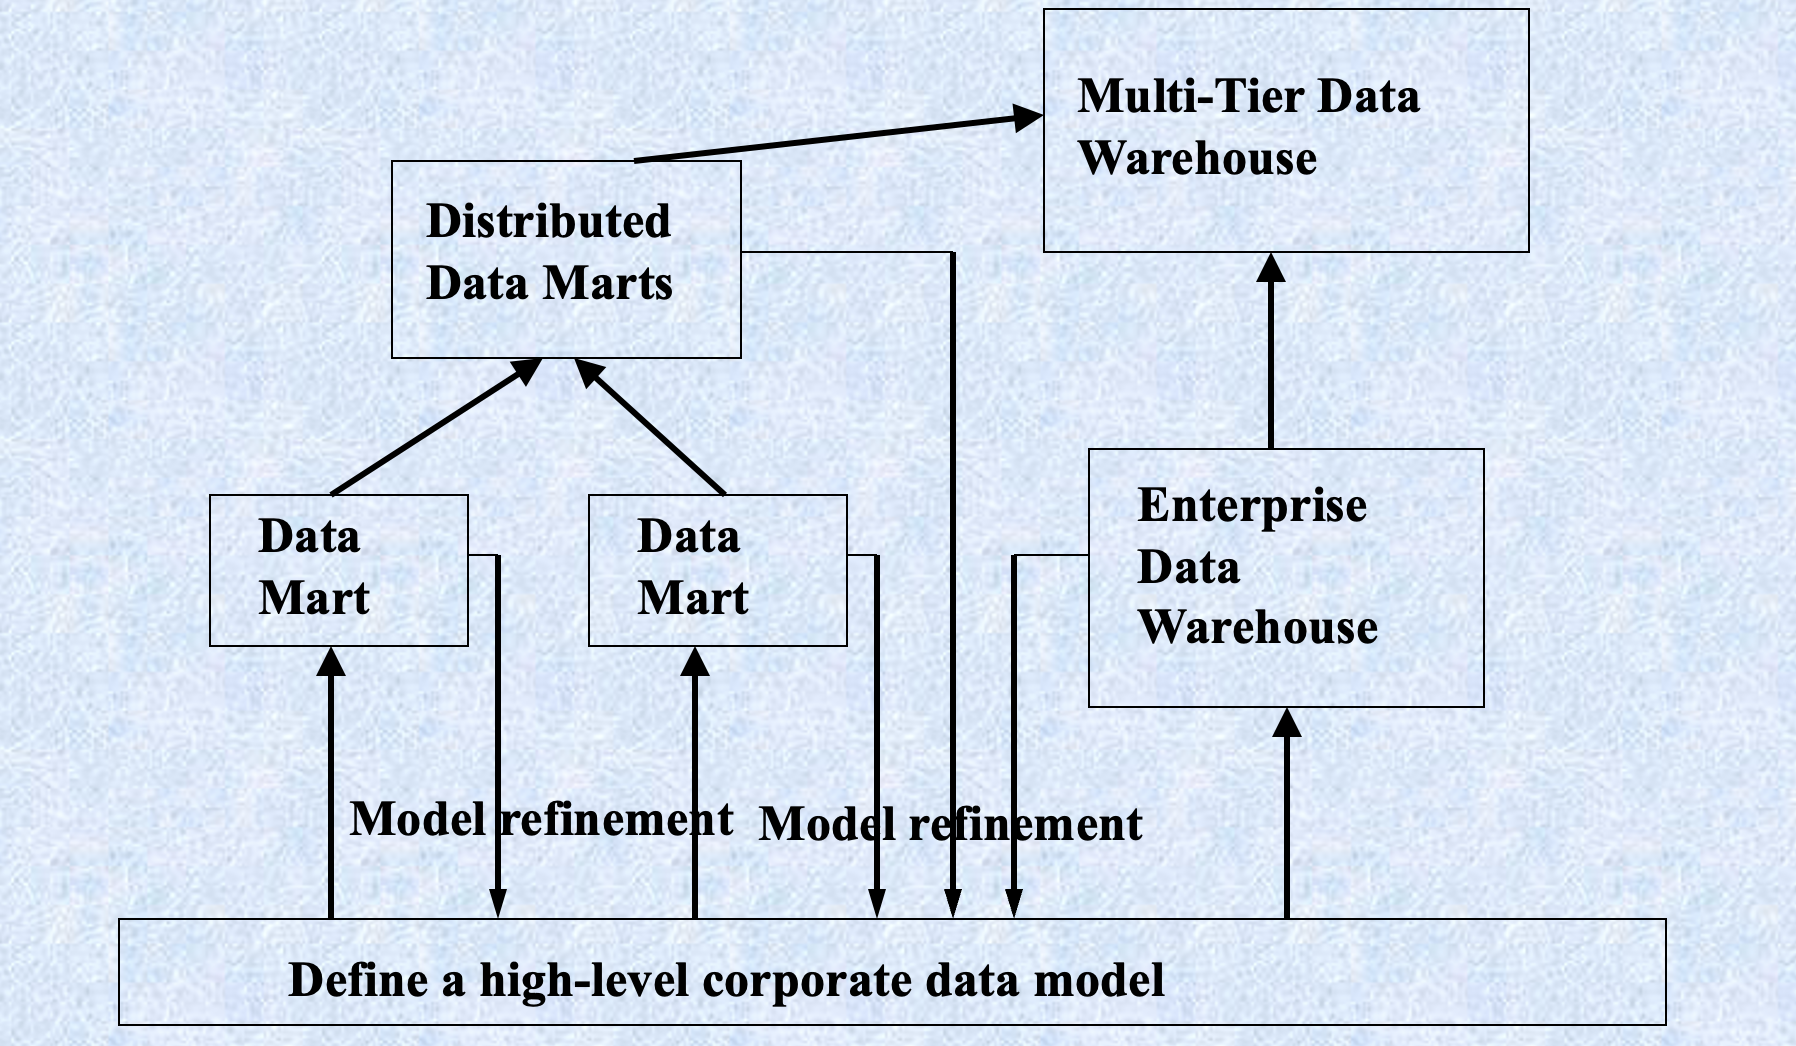 Multi-Tier Data
Warehouse
Distributed
Data Marts
Data
Mart
Data
Mart
Enterprise
Data
Warehouse
Model refinement
Model refinement
Define a high-level corporate data model